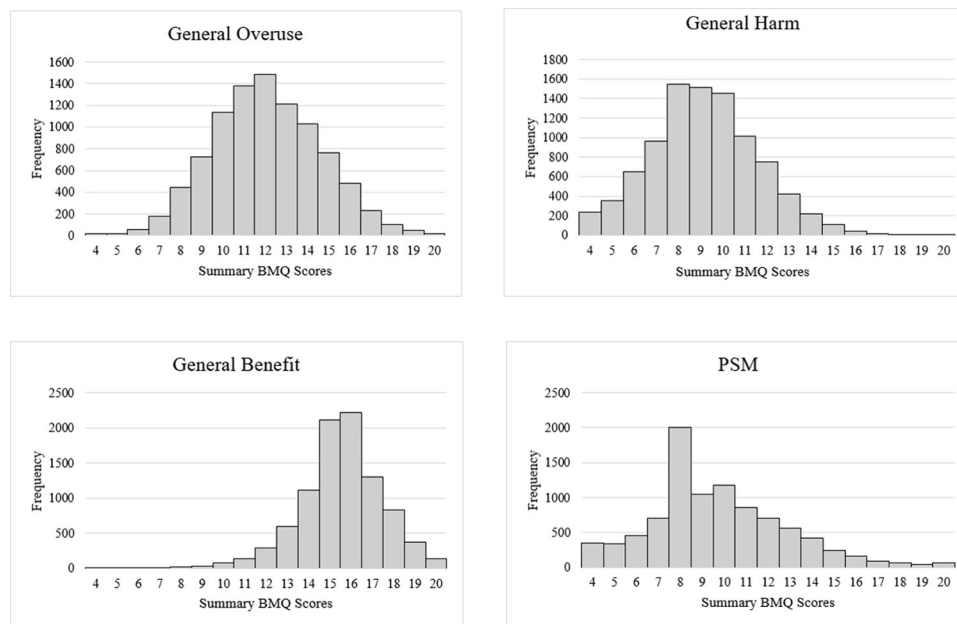 General Overuse
1600
1400
1200
1000
800
600
400
200
0
Frequency
4 5 6 7 8 9 10 11 12 13 14 15 16 17 18 19 20
Summary BMQ Scores
General Harm
1800
1600
1400
1200
1000
800
600
400
200
0
Frequency
4 5 6 7 8 9 10 11 12 13 14 15 16 17 18 19 20
Summary BMQ Scores
General Benefit
2500
2000
1500
1000
500
0
Frequency
4 5 6 7 8 9 10 11 12 13 14 15 16 17 18 19 20
Summary BMQ Scores
PSM
2500
2000
1500
1000
500
0
Frequency
4 5 6 7 8 9 10 11 12 13 14 15 16 17 18 19 20
Summary BMQ Scores